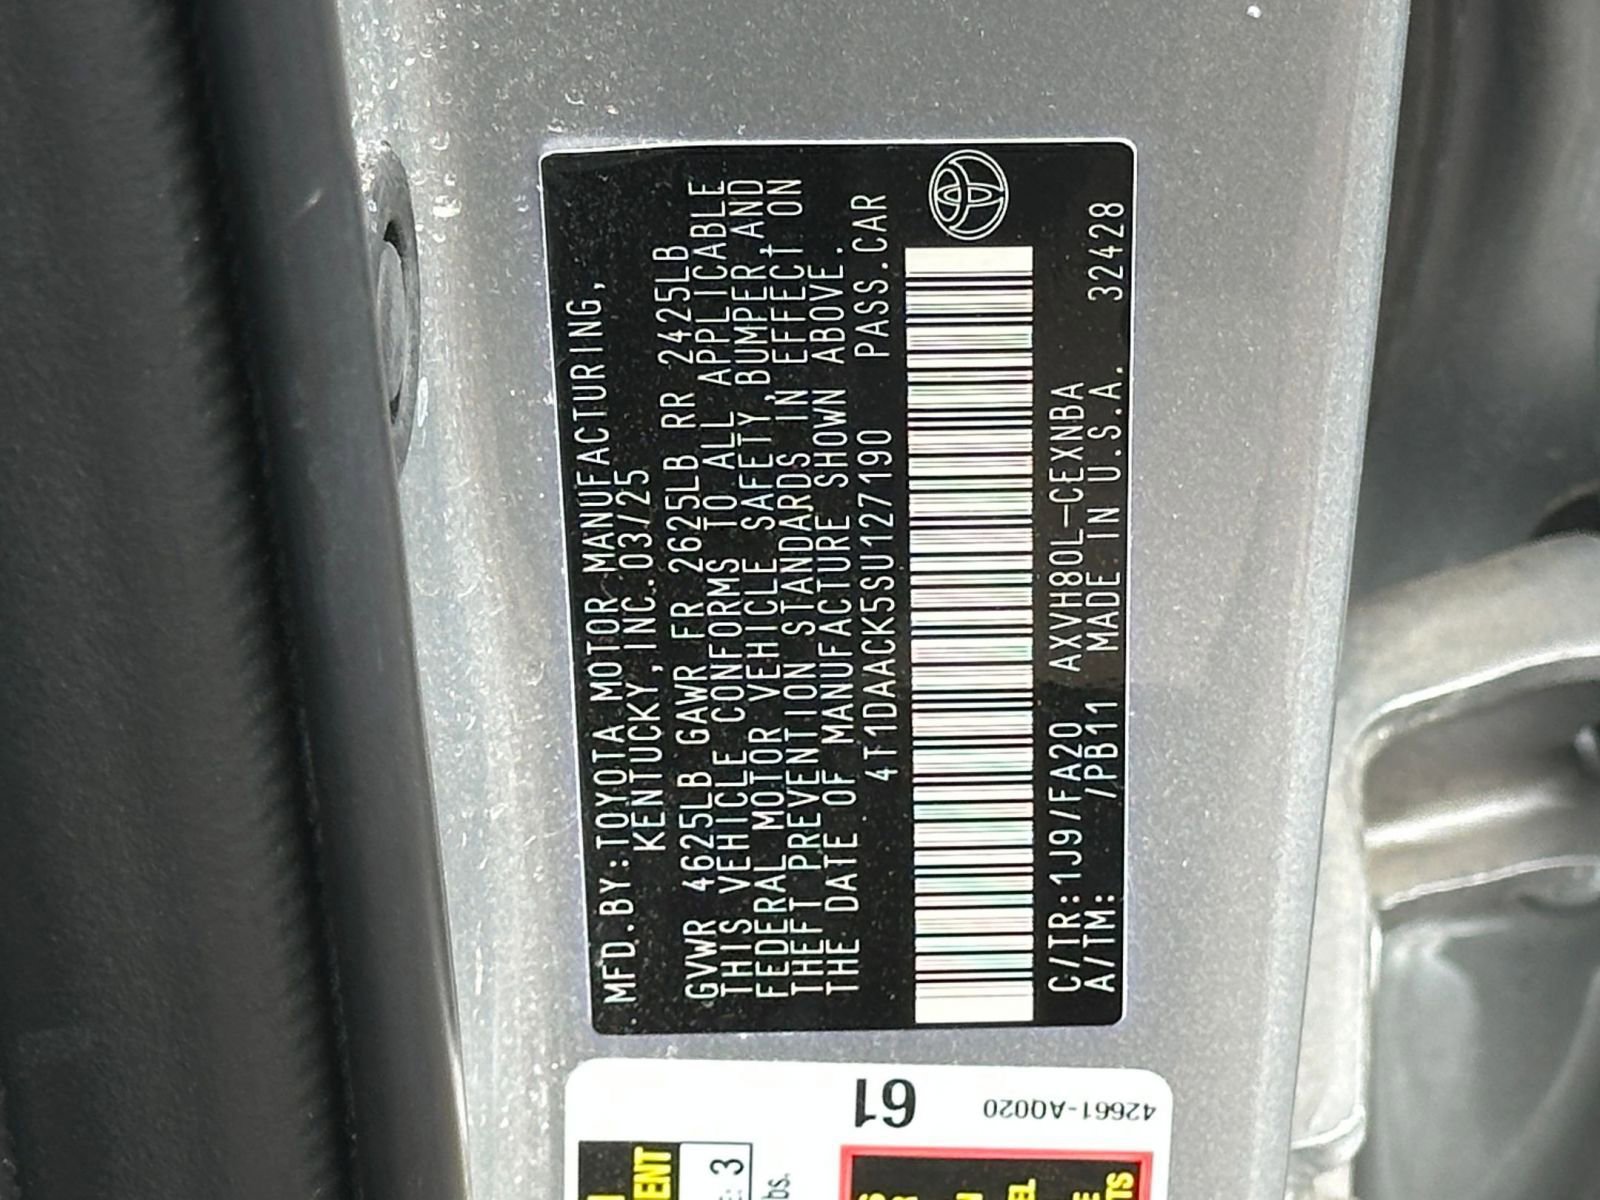 MFD.BY:TOYOTA MOTOR MANUFACTURING,
KENTUCKY,INC.03/25
GVWR 4625LB GAWR FR 2625LB RR 2425LB
THIS VEHICLE CONFORMS TO ALL APPLICABLE
FEDERAL MOTOR VEHICLE SAFETY,BUMPER,AND
THEFT PREVENTION STANDARDS IN EFFECT ON
THE DATE OF MANUFACTURE SHOWN ABOVE.
4T1DAACK5SU127190 PASS.CAR
C/TR:1J9/FA20 AXVH80L-CEXNBA
A/TM: /PB11 MADE IN U.S.A. 32428
61
42661-AQ020
3